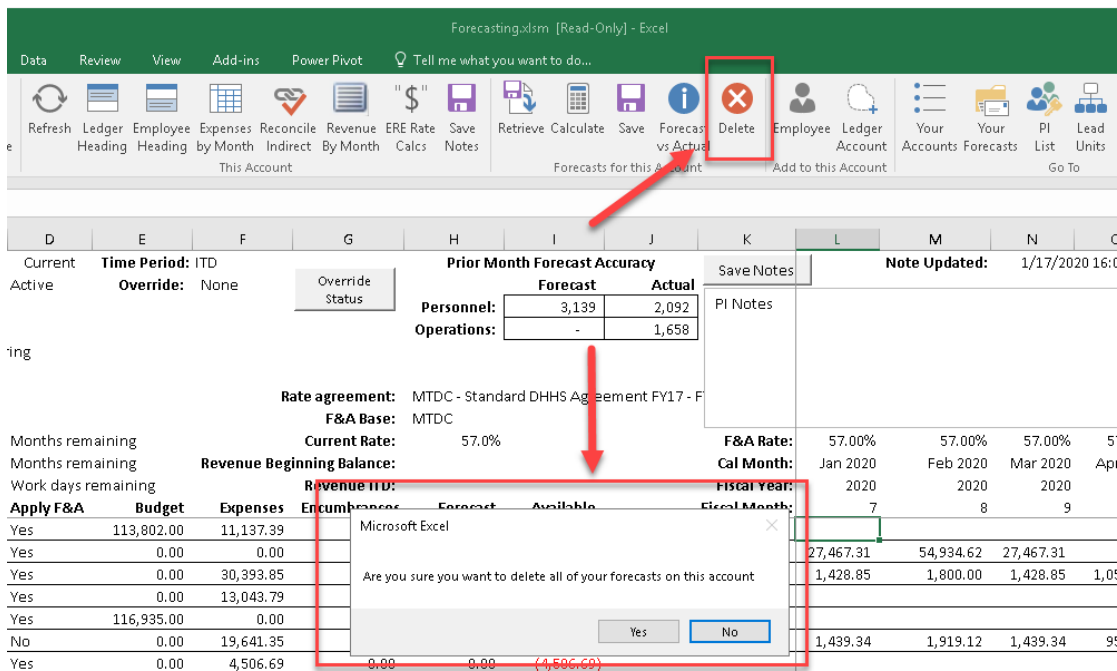 Forecasting.xlsm [Read-Only] - Excel
Data Review View Add-ins Power Pivot Tell me what you want to do...
Refresh Ledger Heading Employee Heading Expenses by Month Reconcile Indirect Revenue By Month ERE Rate Calcs Save Notes
Retrieve Calculate Save Forecast vs Actual Delete
Employee Ledger Account
Your Accounts Your Forecasts PI List Lead Units
This Account Forecasts for this Account Add to this Account Go To
D E F G H I J K L M N
Current Time Period: ITD Prior Month Forecast Accuracy Save Notes Note Updated: 1/17/2020
Active Override: None Override Status Forecast Actual PI Notes
Personnel: 3,139 2,092
Operations: - 1,658
Rate agreement: MTDC - Standard DHHS Agreement FY17 -
F&A Base: MTDC
Months remaining Current Rate: 57.0% F&A Rate: 57.00% 57.00% 57.00%
Months remaining Revenue Beginning Balance: Cal Month: Jan 2020 Feb 2020 Mar 2020
Work days remaining Revenue ITD: Fiscal Year: 2020 2020 2020
Apply F&A Budget Expenses Encumbrances Forecast Available Fiscal Month: 7 8 9
Yes 113,802.00 11,137.39
Yes 0.00 0.00 27,467.31 54,934.62 27,467.31
Yes 0.00 30,393.85 1,428.85 1,800.00 1,428.85
Yes 0.00 13,043.79
Yes 116,935.00 0.00
No 0.00 19,641.35 1,439.34 1,919.12 1,439.34
Yes 0.00 4,506.69 0.00 0.00 (4,506.69)
Microsoft Excel
Are you sure you want to delete all of your forecasts on this account
Yes No